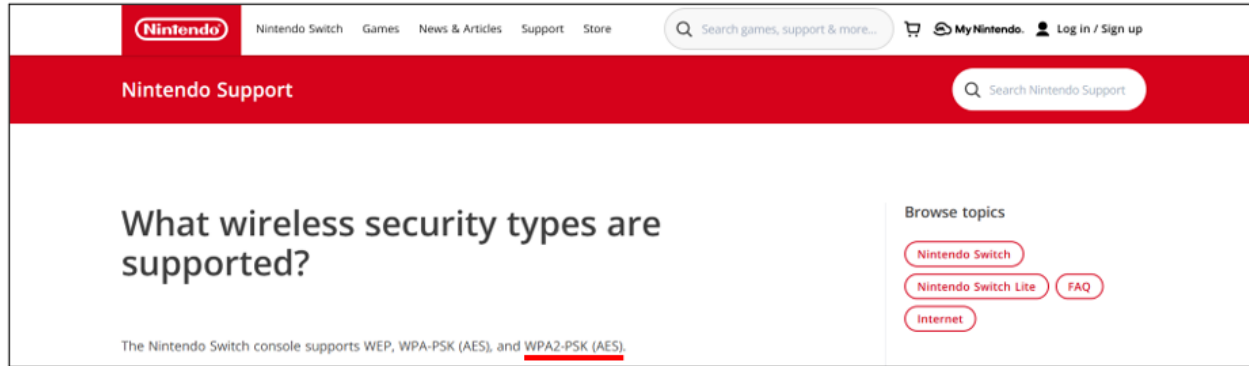 Nintendo
Nintendo Switch Games News & Articles Support Store Search games, support & more... My Nintendo. Log in / Sign up
Nintendo Support Search Nintendo Support
What wireless security types are
supported?
The Nintendo Switch console supports WEP, WPA-PSK (AES), and WPA2-PSK (AES).
Browse topics
Nintendo Switch
Nintendo Switch Lite FAQ
Internet